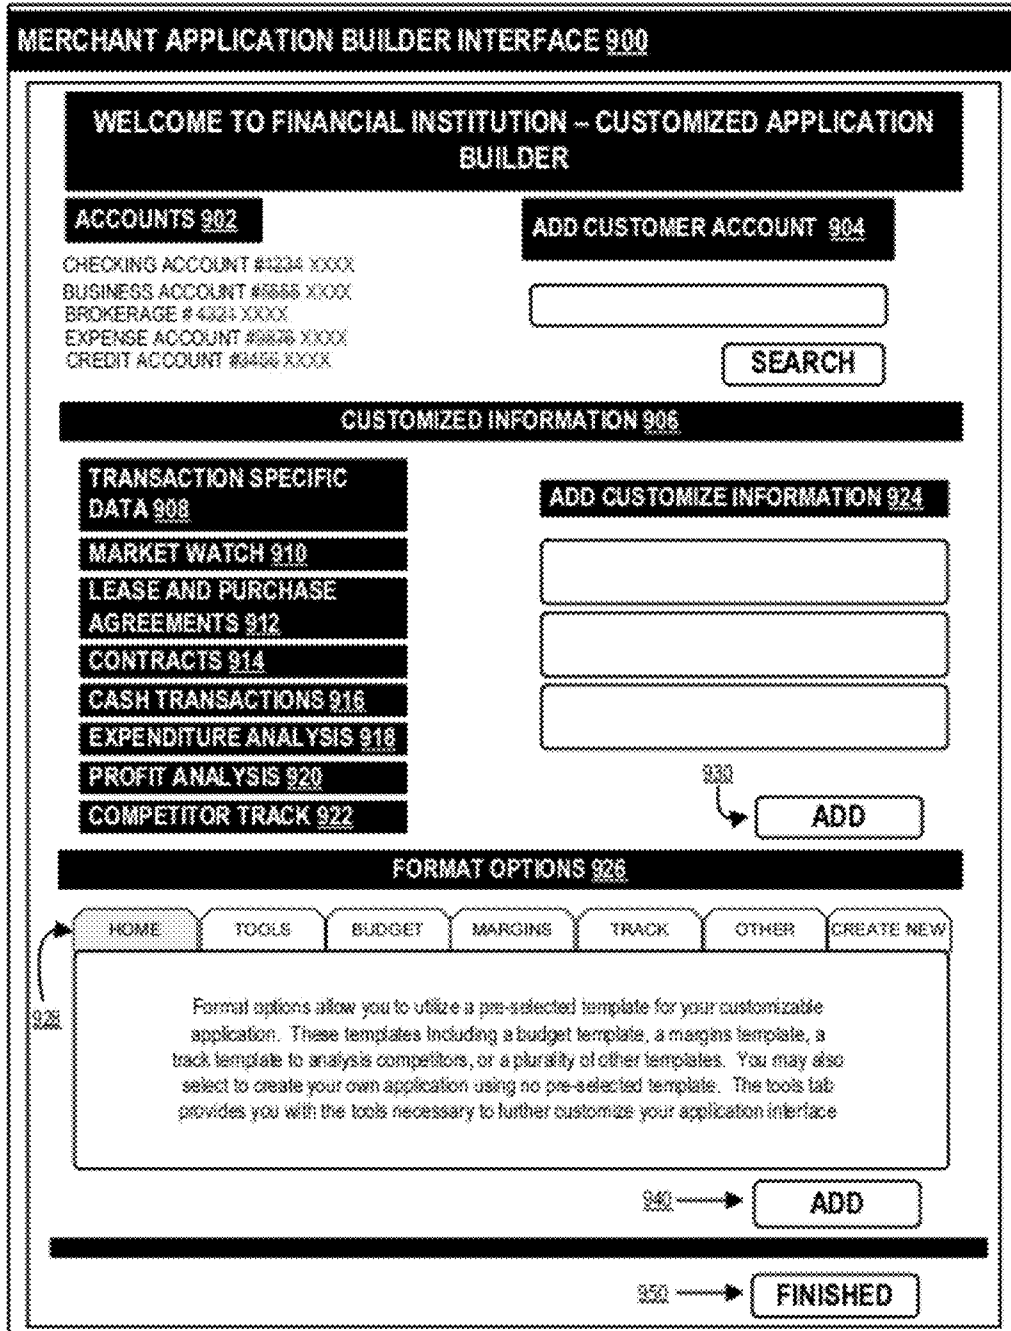 MERCHANT APPLICATION BUILDER INTERFACE 900
WELCOME TO FINANCIAL INSTITUTION – CUSTOMIZED APPLICATION
BUILDER
ACCOUNTS 902
ADD CUSTOMER ACCOUNT 904
CHECKING ACCOUNT #1234 XXXX
BUSINESS ACCOUNT XXXX
BROKERAGE # 4321 XXXX
EXPENSE ACCOUNT XXXX
CREDIT ACCOUNT XXXX
SEARCH
CUSTOMIZED INFORMATION 906
TRANSACTION SPECIFIC
DATA 908
ADD CUSTOMIZE INFORMATION 924
MARKET WATCH 910
LEASE AND PURCHASE
AGREEMENTS 912
CONTRACTS 914
CASH TRANSACTIONS 916
EXPENDITURE ANALYSIS 918
PROFIT ANALYSIS 920
COMPETITOR TRACK 922
930
ADD
FORMAT OPTIONS 926
HOME
TOOLS
BUDGET
MARGINS
TRACK
OTHER
CREATE NEW
928
Format options allow you to utilize a pre-selected template for your customizable
application. These templates including a budget template, a margins template, a
track template to analysis competitors, or a plurality of other templates. You may also
select to create your own application using no pre-selected template. The tools tab
provides you with the tools necessary to further customize your application interface
940
ADD
950
FINISHED